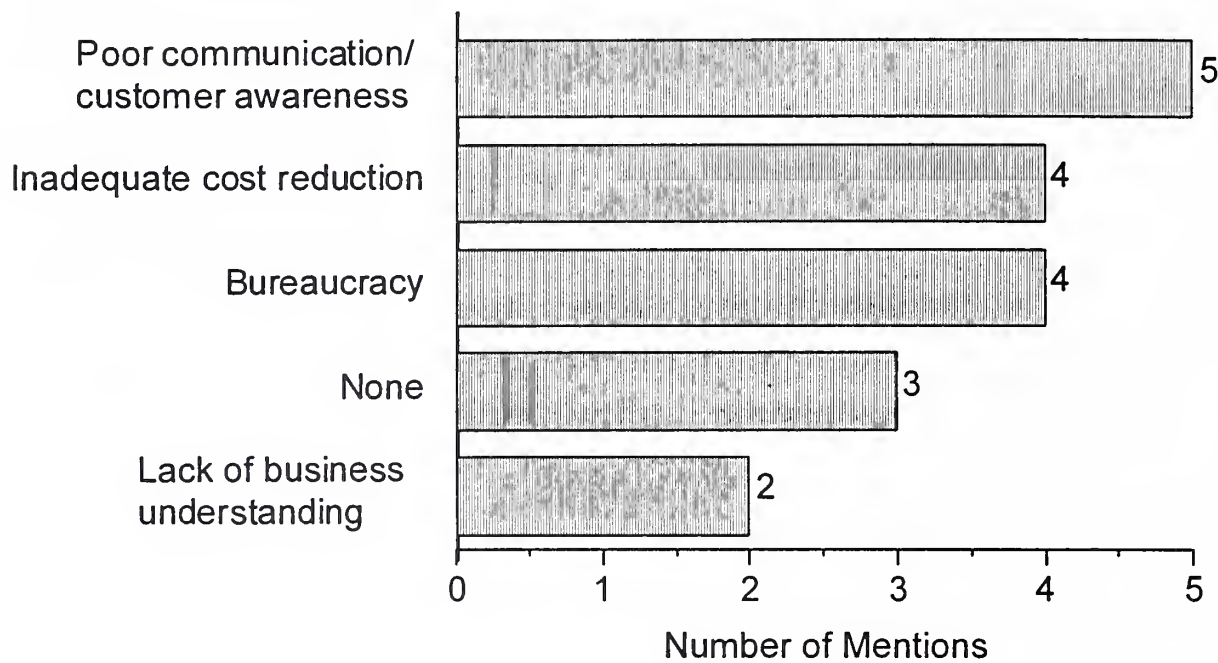 Poor communication/
customer awareness
5
Inadequate cost reduction
4
Bureaucracy
4
None
3
Lack of business
understanding
2
0 1 2 3 4 5
Number of Mentions